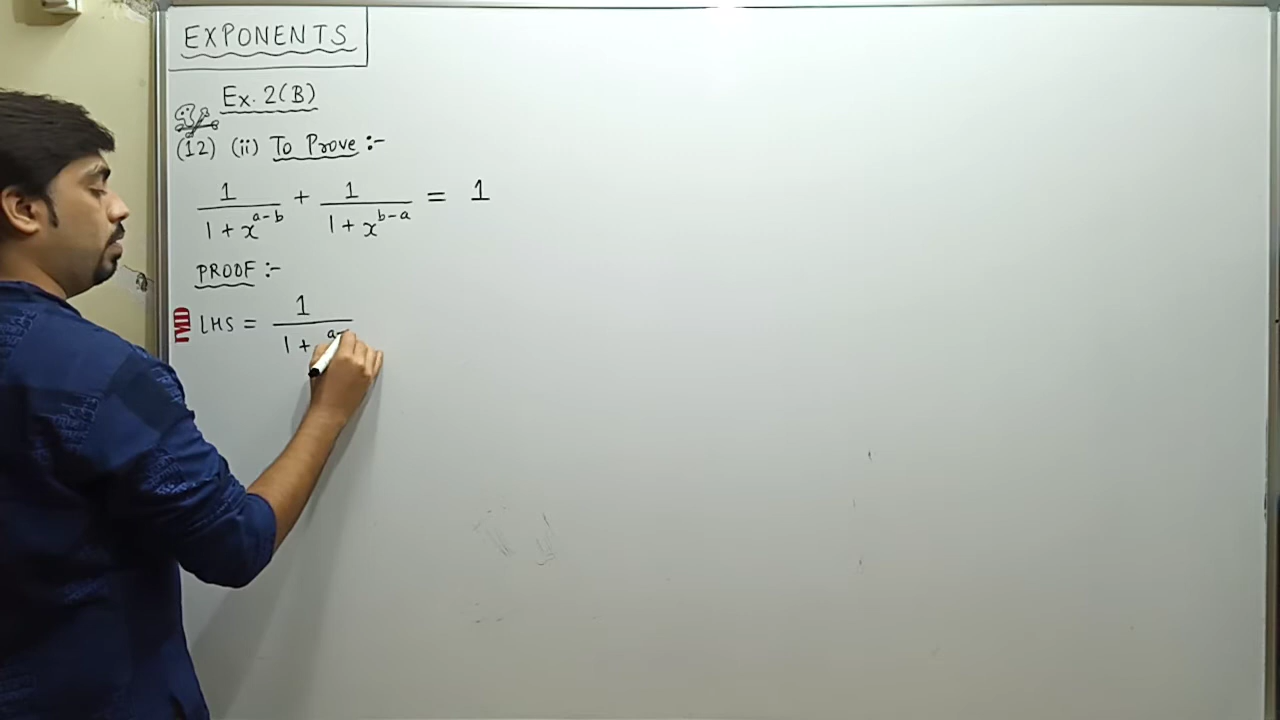 EXPONENTS
Ex. 2(B)
(12) (ii) To Prove :-
1/(1 + x^(a-b)) + 1/(1 + x^(b-a)) = 1
PROOF :-
LHS = 1/(1 + a-